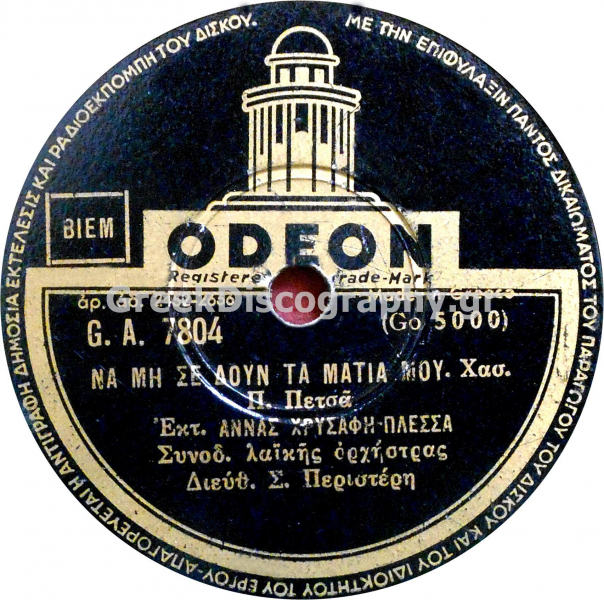 ΜΕ ΤΗΝ ΕΠΙΦΥΛΑΞΙΝ ΠΑΝΤΟΣ ΔΙΚΑΙΩΜΑΤΟΣ ΤΟΥ ΠΑΡΑΓΩΓΟΥ ΤΟΥ ΔΙΣΚΟΥ ΚΑΙ ΤΟΥ ΙΔΙΟΚΤΗΤΟΥ ΤΟΥ ΕΡΓΟΥ-ΑΠΑΓΟΡΕΥΕΤΑΙ Η ΑΝΤΙΓΡΑΦΗ ΔΗΜΟΣΙΑ ΕΚΤΕΛΕΣΙΣ ΚΑΙ ΡΑΔΙΟΕΚΠΟΜΠΗ ΤΟΥ ΔΙΣΚΟΥ.
BIEM
ODEON
Registere rade-Mark
GreekDiscography.gr
G. A. 7804
(Go 5000)
ΝΑ ΜΗ ΣΕ ΔΟΥΝ ΤΑ ΜΑΤΙΑ ΜΟΥ. Χασ.
Π. Πετσᾶ
Ἐκτ. ΑΝΝΑΣ ΧΡΥΣΑΦΗ-ΠΛΕΣΣΑ
Συνοδ. λαϊκῆς ὀρχήστρας
Διεύθ. Σ. Περιστέρη